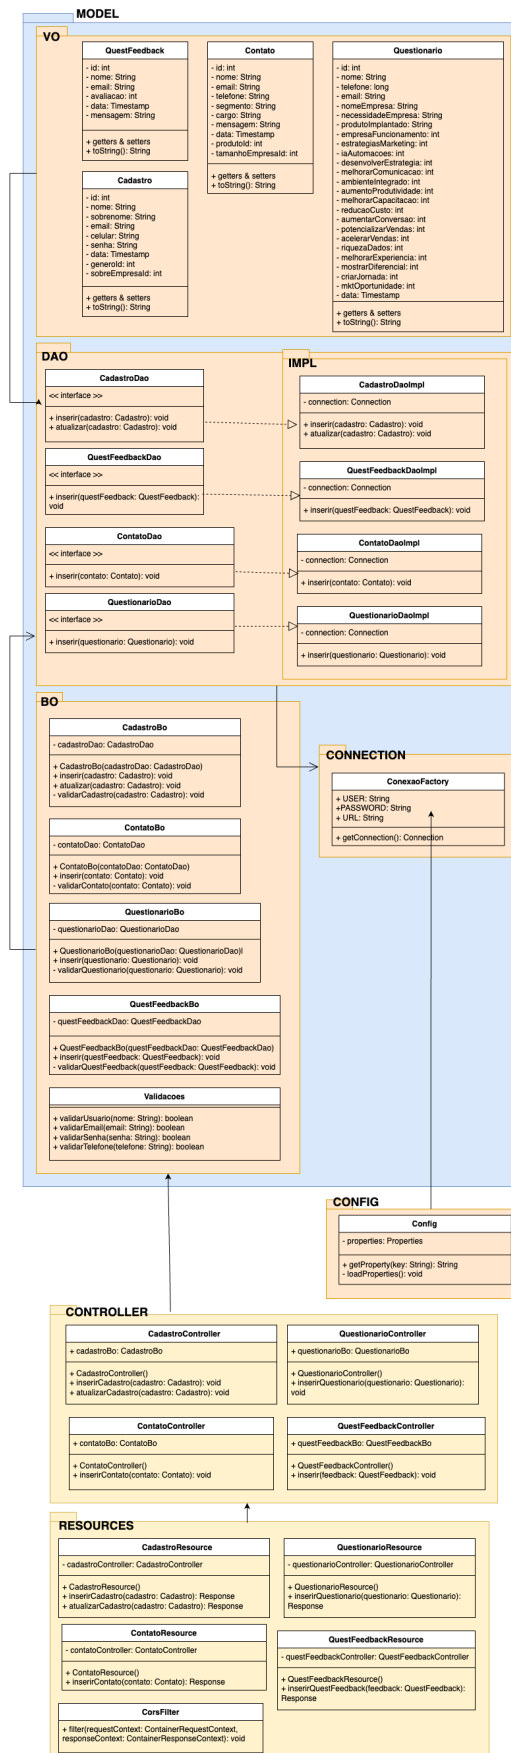 MODEL
VO
QuestFeedback
- id: int
- nome: String
- email: String
- avaliacao: int
- data: Timestamp
- mensagem: String
+ getters & setters
+ toString(): String
Contato
- id: int
- nome: String
- email: String
- telefone: String
- segmento: String
- cargo: String
- mensagem: String
- data: Timestamp
- produtoId: int
- tamanhoEmpresaId: int
+ getters & setters
+ toString(): String
Questionario
- id: int
- nome: String
- telefone: long
- email: String
- nomeEmpresa: String
- necessidadeEmpresa: String
- produtoImplantado: String
- empresaFuncionamento: int
- estrategiasMarketing: int
- iaAutomacoes: int
- desenvolverEstrategia: int
- melhorarComunicacao: int
- ambienteIntegrado: int
- aumentoProdutividade: int
- melhorarCapacitacao: int
- reducaoCusto: int
- aumentarConversao: int
- potencializarVendas: int
- acelerarVendas: int
- riquezaDados: int
- melhorarExperiencia: int
- mostrarDiferencial: int
- criarJornada: int
- mktOportunidade: int
- data: Timestamp
+ getters & setters
+ toString(): String
Cadastro
- id: int
- nome: String
- sobrenome: String
- email: String
- celular: String
- senha: String
- data: Timestamp
- generoId: int
- sobreEmpresaId: int
+ getters & setters
+ toString(): String
DAO
CadastroDao
<< interface >>
+ inserir(cadastro: Cadastro): void
+ atualizar(cadastro: Cadastro): void
QuestFeedbackDao
<< interface >>
+ inserir(questFeedback: QuestFeedback):
void
ContatoDao
<< interface >>
+ inserir(contato: Contato): void
QuestionarioDao
<< interface >>
+ inserir(questionario: Questionario): void
IMPL
CadastroDaoImpl
- connection: Connection
+ inserir(cadastro: Cadastro): void
+ atualizar(cadastro: Cadastro): void
QuestFeedbackDaoImpl
- connection: Connection
+ inserir(questFeedback: QuestFeedback): void
ContatoDaoImpl
- connection: Connection
+ inserir(contato: Contato): void
QuestionarioDaoImpl
- connection: Connection
+ inserir(questionario: Questionario): void
BO
CadastroBo
- cadastroDao: CadastroDao
+ CadastroBo(cadastroDao: CadastroDao)
+ inserir(cadastro: Cadastro): void
+ atualizar(cadastro: Cadastro): void
- validarCadastro(cadastro: Cadastro): void
ContatoBo
- contatoDao: ContatoDao
+ ContatoBo(contatoDao: ContatoDao)
+ inserir(contato: Contato): void
- validarContato(contato: Contato): void
QuestionarioBo
- questionarioDao: QuestionarioDao
+ QuestionarioBo(questionarioDao: QuestionarioDao)l
+ inserir(questionario: Questionario): void
- validarQuestionario(questionario: Questionario): void
QuestFeedbackBo
- questFeedbackDao: QuestFeedbackDao
+ QuestFeedbackBo(questFeedbackDao: QuestFeedbackDao)
+ inserir(questFeedback: QuestFeedback): void
- validarQuestFeedback(questFeedback: QuestFeedback): void
Validacoes
+ validarUsuario(nome: String): boolean
+ validarEmail(email: String): boolean
+ validarSenha(senha: String): boolean
+ validarTelefone(telefone: String): boolean
CONNECTION
ConexaoFactory
+ USER: String
+PASSWORD: String
+ URL: String
+ getConnection(): Connection
CONFIG
Config
- properties: Properties
+ getProperty(key: String): String
- loadProperties(): void
CONTROLLER
CadastroController
+ cadastroBo: CadastroBo
+ CadastroController()
+ inserirCadastro(cadastro: Cadastro): void
+ atualizarCadastro(cadastro: Cadastro): void
QuestionarioController
+ questionarioBo: QuestionarioBo
+ QuestionarioController()
+ inserirQuestionario(questionario: Questionario):
void
ContatoController
+ contatoBo: ContatoBo
+ ContatoController()
+ inserirContato(contato: Contato): void
QuestFeedbackController
+ questFeedbackBo: QuestFeedbackBo
+ QuestFeedbackController()
+ inserir(feedback: QuestFeedback): void
RESOURCES
CadastroResource
- cadastroController: CadastroController
+ CadastroResource()
+ inserirCadastro(cadastro: Cadastro): Response
+ atualizarCadastro(cadastro: Cadastro): Response
QuestionarioResource
- questionarioController: QuestionarioController
+ QuestionarioResource()
+ inserirQuestionario(questionario: Questionario):
Response
ContatoResource
- contatoController: ContatoController
+ ContatoResource()
+ inserirContato(contato: Contato): Response
QuestFeedbackResource
- questFeedbackController: QuestFeedbackController
+ QuestFeedbackResource()
+ inserirQuestFeedback(feedback: QuestFeedback):
Response
CorsFilter
+ filter(requestContext: ContainerRequestContext,
responseContext: ContainerResponseContext): void